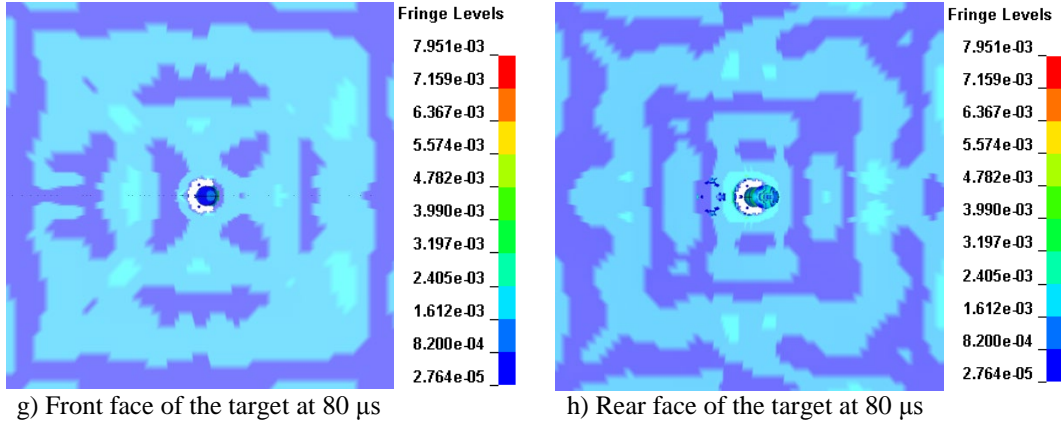 Fringe Levels
7.951e-03
7.159e-03
6.367e-03
5.574e-03
4.782e-03
3.990e-03
3.197e-03
2.405e-03
1.612e-03
8.200e-04
2.764e-05
g) Front face of the target at 80 µs
Fringe Levels
7.951e-03
7.159e-03
6.367e-03
5.574e-03
4.782e-03
3.990e-03
3.197e-03
2.405e-03
1.612e-03
8.200e-04
2.764e-05
h) Rear face of the target at 80 µs